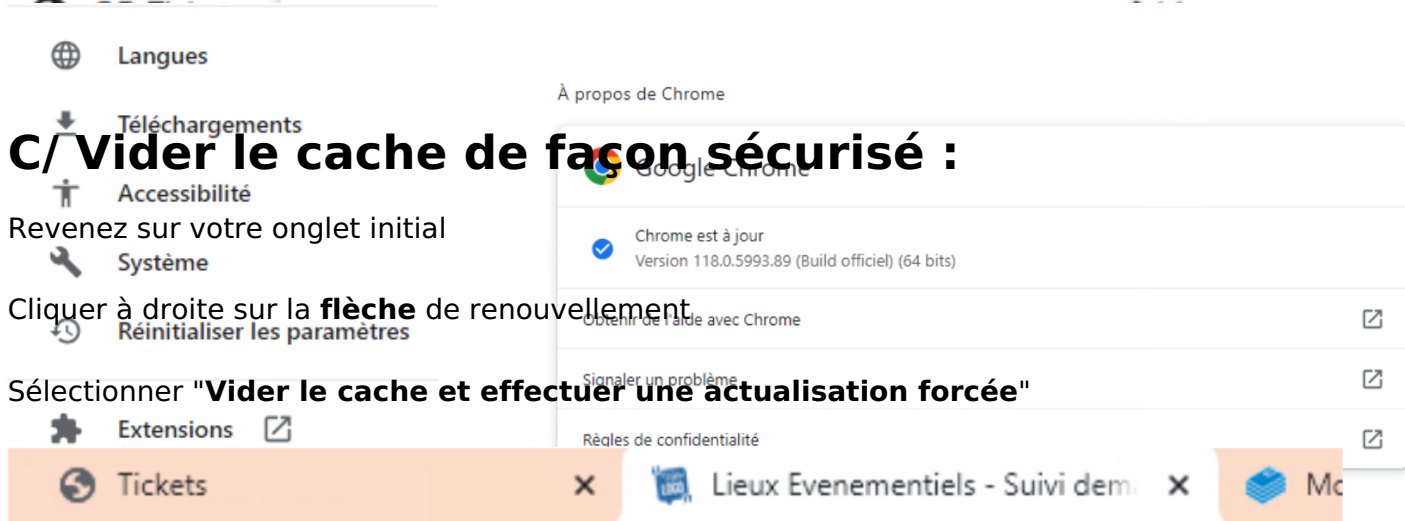 Langues
À propos de Chrome
Téléchargements
C/ Vider le cache de façon sécurisé :
Google Chrome
Accessibilité
Revenez sur votre onglet initial
Chrome est à jour
Version 118.0.5993.89 (Build officiel) (64 bits)
Système
Cliquer à droite sur la flèche de renouvellement
Obtenir de l'aide avec Chrome
Réinitialiser les paramètres
Signaler un problème
Sélectionner "Vider le cache et effectuer une actualisation forcée"
Extensions
Règles de confidentialité
Tickets
Lieux Evenementiels - Suivi dem